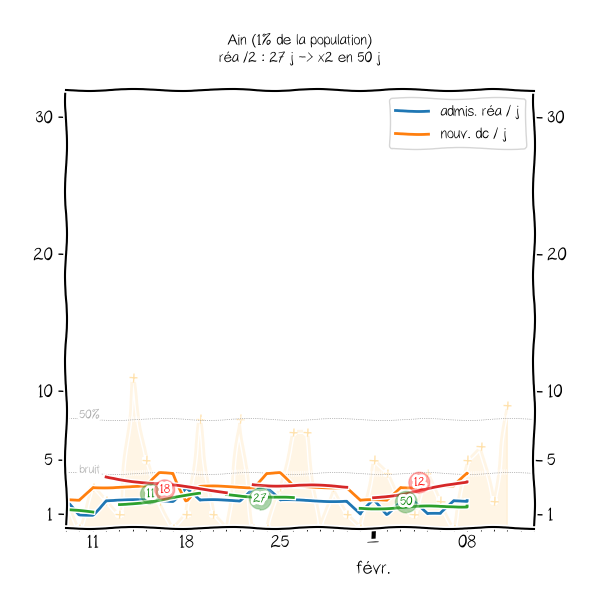 Ain (1% de la population)
réa /2 : 27 j -> x2 en 50 j
admis. réa / j
nouv. dc / j
30 30
20 20
10 10
50%
5 5
bruit
11 18 27 50 12
1 1
11 18 25 1 08
févr.